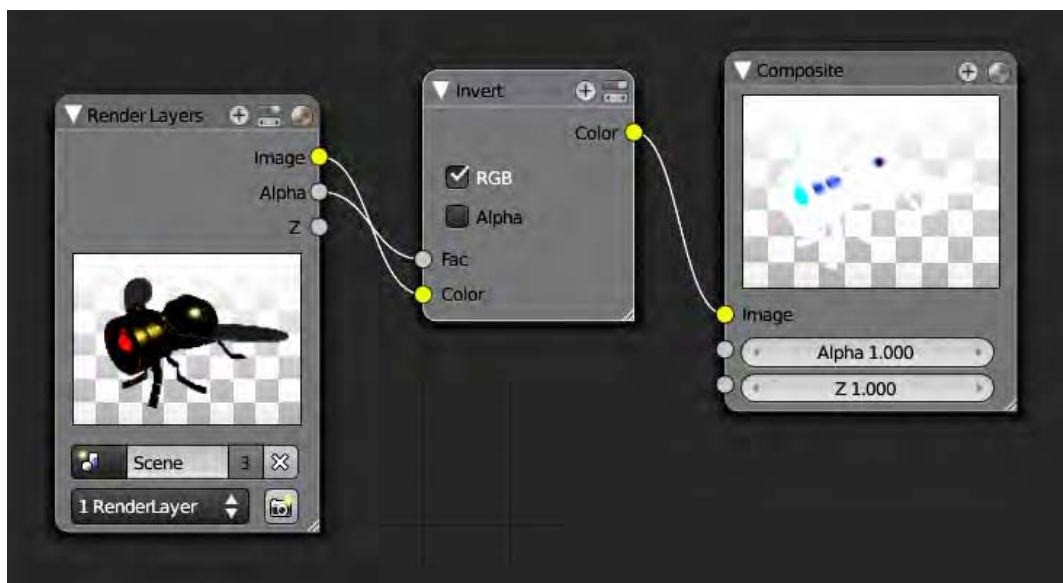 Render Layers
Image
Alpha
Z
Scene
3
1 RenderLayer
Invert
Color
RGB
Alpha
Fac
Color
Composite
Image
Alpha 1.000
Z 1.000